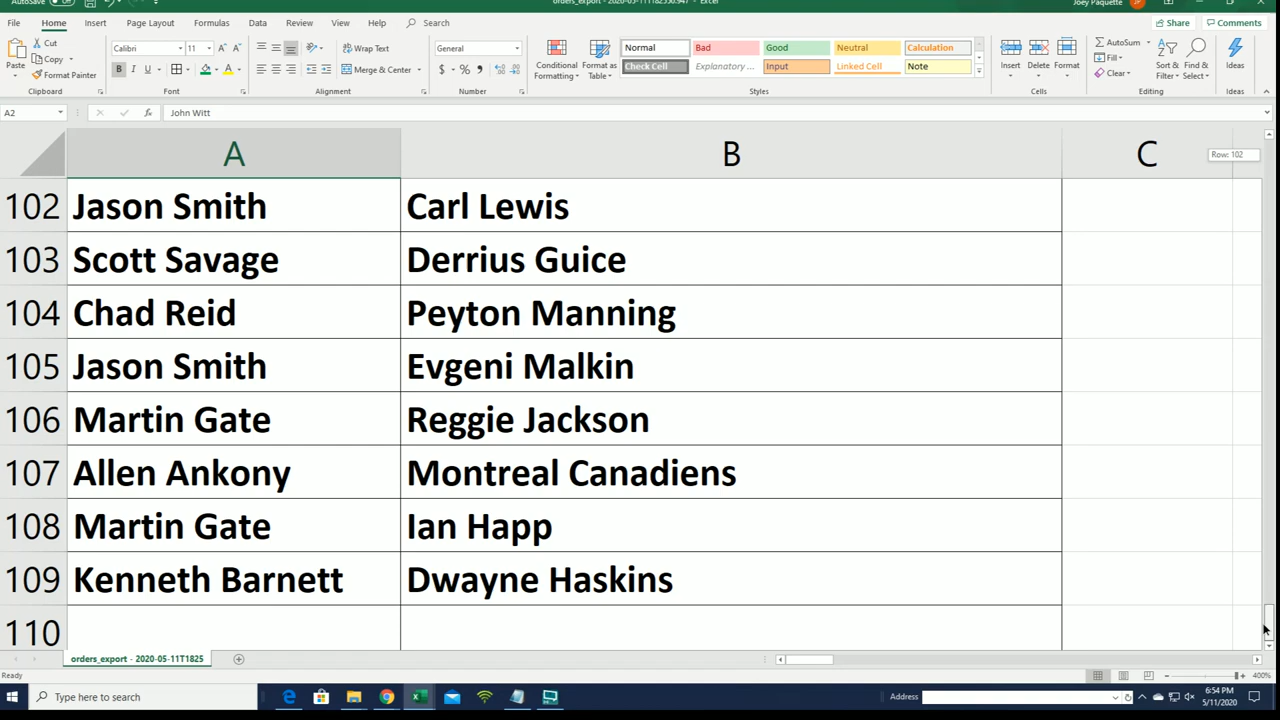 AutoSave Off
orders_export - 2020-05-11T182550.947 - Excel
Joey Paquette JP
File Home Insert Page Layout Formulas Data Review View Help Search Share Comments
Paste Cut Copy Format Painter
Calibri 11
B I U
Wrap Text
Merge & Center
General
$ % ,
Conditional Formatting Format as Table
Normal Bad Good Neutral Calculation
Check Cell Explanatory ... Input Linked Cell Note
Insert Delete Format
AutoSum Fill Clear
Sort & Filter Find & Select
Ideas
Clipboard Font Alignment Number Styles Cells Editing Ideas
A2 fx John Witt
A B C
Row: 102
102 Jason Smith Carl Lewis
103 Scott Savage Derrius Guice
104 Chad Reid Peyton Manning
105 Jason Smith Evgeni Malkin
106 Martin Gate Reggie Jackson
107 Allen Ankony Montreal Canadiens
108 Martin Gate Ian Happ
109 Kenneth Barnett Dwayne Haskins
110
orders_export - 2020-05-11T1825
Ready 400%
Type here to search Address 6:54 PM
5/11/2020